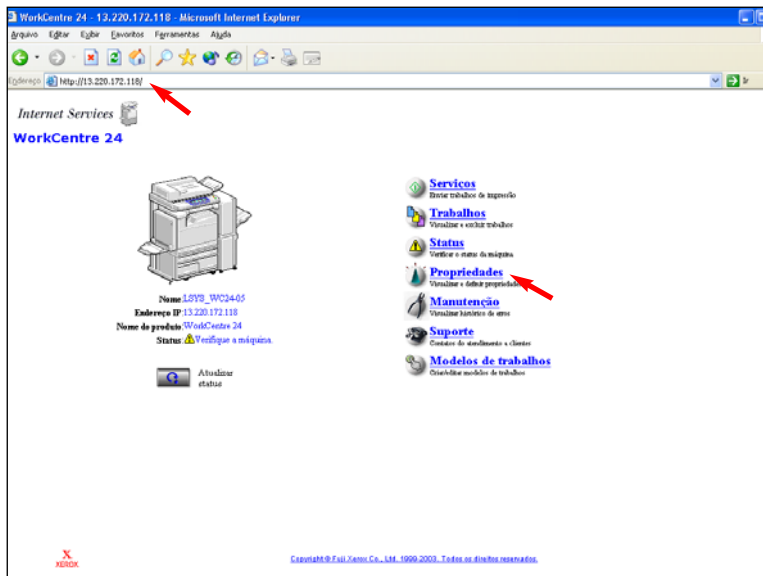 WorkCentre 24 - 13.220.172.118 - Microsoft Internet Explorer
Arquivo Editar Exibir Favoritos Ferramentas Ajuda
Endereço http://13.220.172.118/ Ir
Internet Services
WorkCentre 24
Serviços
Enviar trabalhos de impressão
Trabalhos
Visualizar e excluir trabalhos
Status
Verificar o status da máquina
Propriedades
Visualizar e definir propriedades
Manutenção
Visualizar histórico de erros
Suporte
Contatos do atendimento a clientes
Modelos de trabalhos
Criar/editar modelos de trabalhos
Nome:LSYS_WC24-05
Endereço IP:13.220.172.118
Nome do produto:WorkCentre 24
Status: Verifique a máquina.
Atualizar
status
X
XEROX
Copyright © Fuji Xerox Co., Ltd. 1999-2003. Todos os direitos reservados.